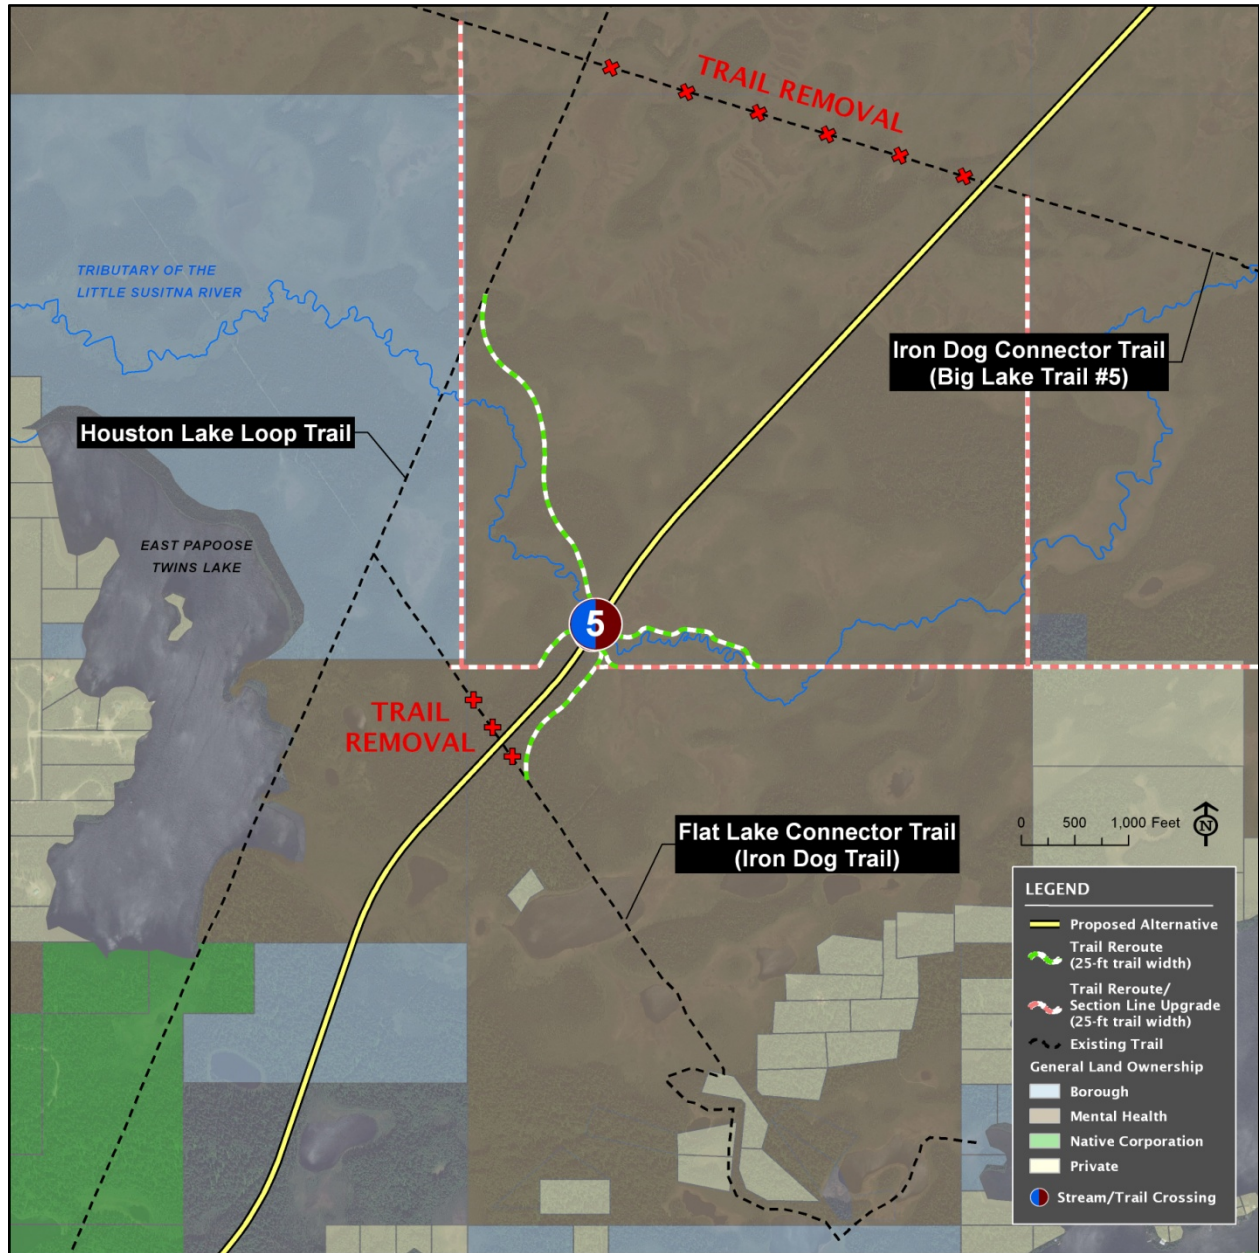 TRAIL REMOVAL
TRIBUTARY OF THE
LITTLE SUSITNA RIVER
Iron Dog Connector Trail
(Big Lake Trail #5)
Houston Lake Loop Trail
EAST PAPOOSE
TWINS LAKE
5
TRAIL
REMOVAL
Flat Lake Connector Trail
(Iron Dog Trail)
0 500 1,000 Feet
N
LEGEND
Proposed Alternative
Trail Reroute
(25-ft trail width)
Trail Reroute/
Section Line Upgrade
(25-ft trail width)
Existing Trail
General Land Ownership
Borough
Mental Health
Native Corporation
Private
Stream/Trail Crossing